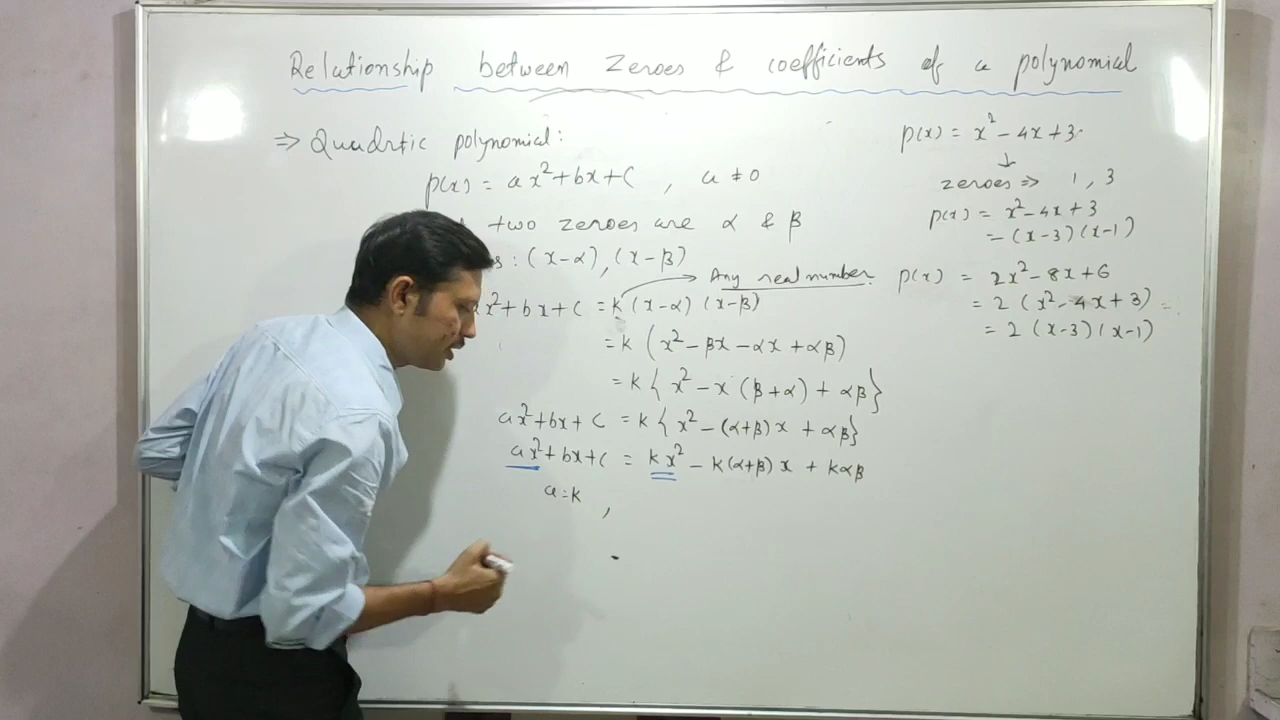 Relationship between Zeroes & coefficients of a polynomial
⇒ Quadrtic polynomial:
p(x) = ax²+bx+c , a ≠ 0
two zeroes are α & β
: (x-α), (x-β)
x²+bx+c = k (x-α) (x-β) → Any real number.
= k (x² - βx - αx + αβ)
= k { x² - x (β+α) + αβ}
ax²+bx+c = k { x² - (α+β)x + αβ}
ax²+bx+c = kx² - k(α+β)x + kαβ
a=k ,
p(x) = x² - 4x + 3
↓
zeroes ⇒ 1, 3
p(x) = x² - 4x + 3
= (x-3)(x-1)
p(x) = 2x² - 8x + 6
= 2 (x² - 4x + 3) =
= 2 (x-3)(x-1)